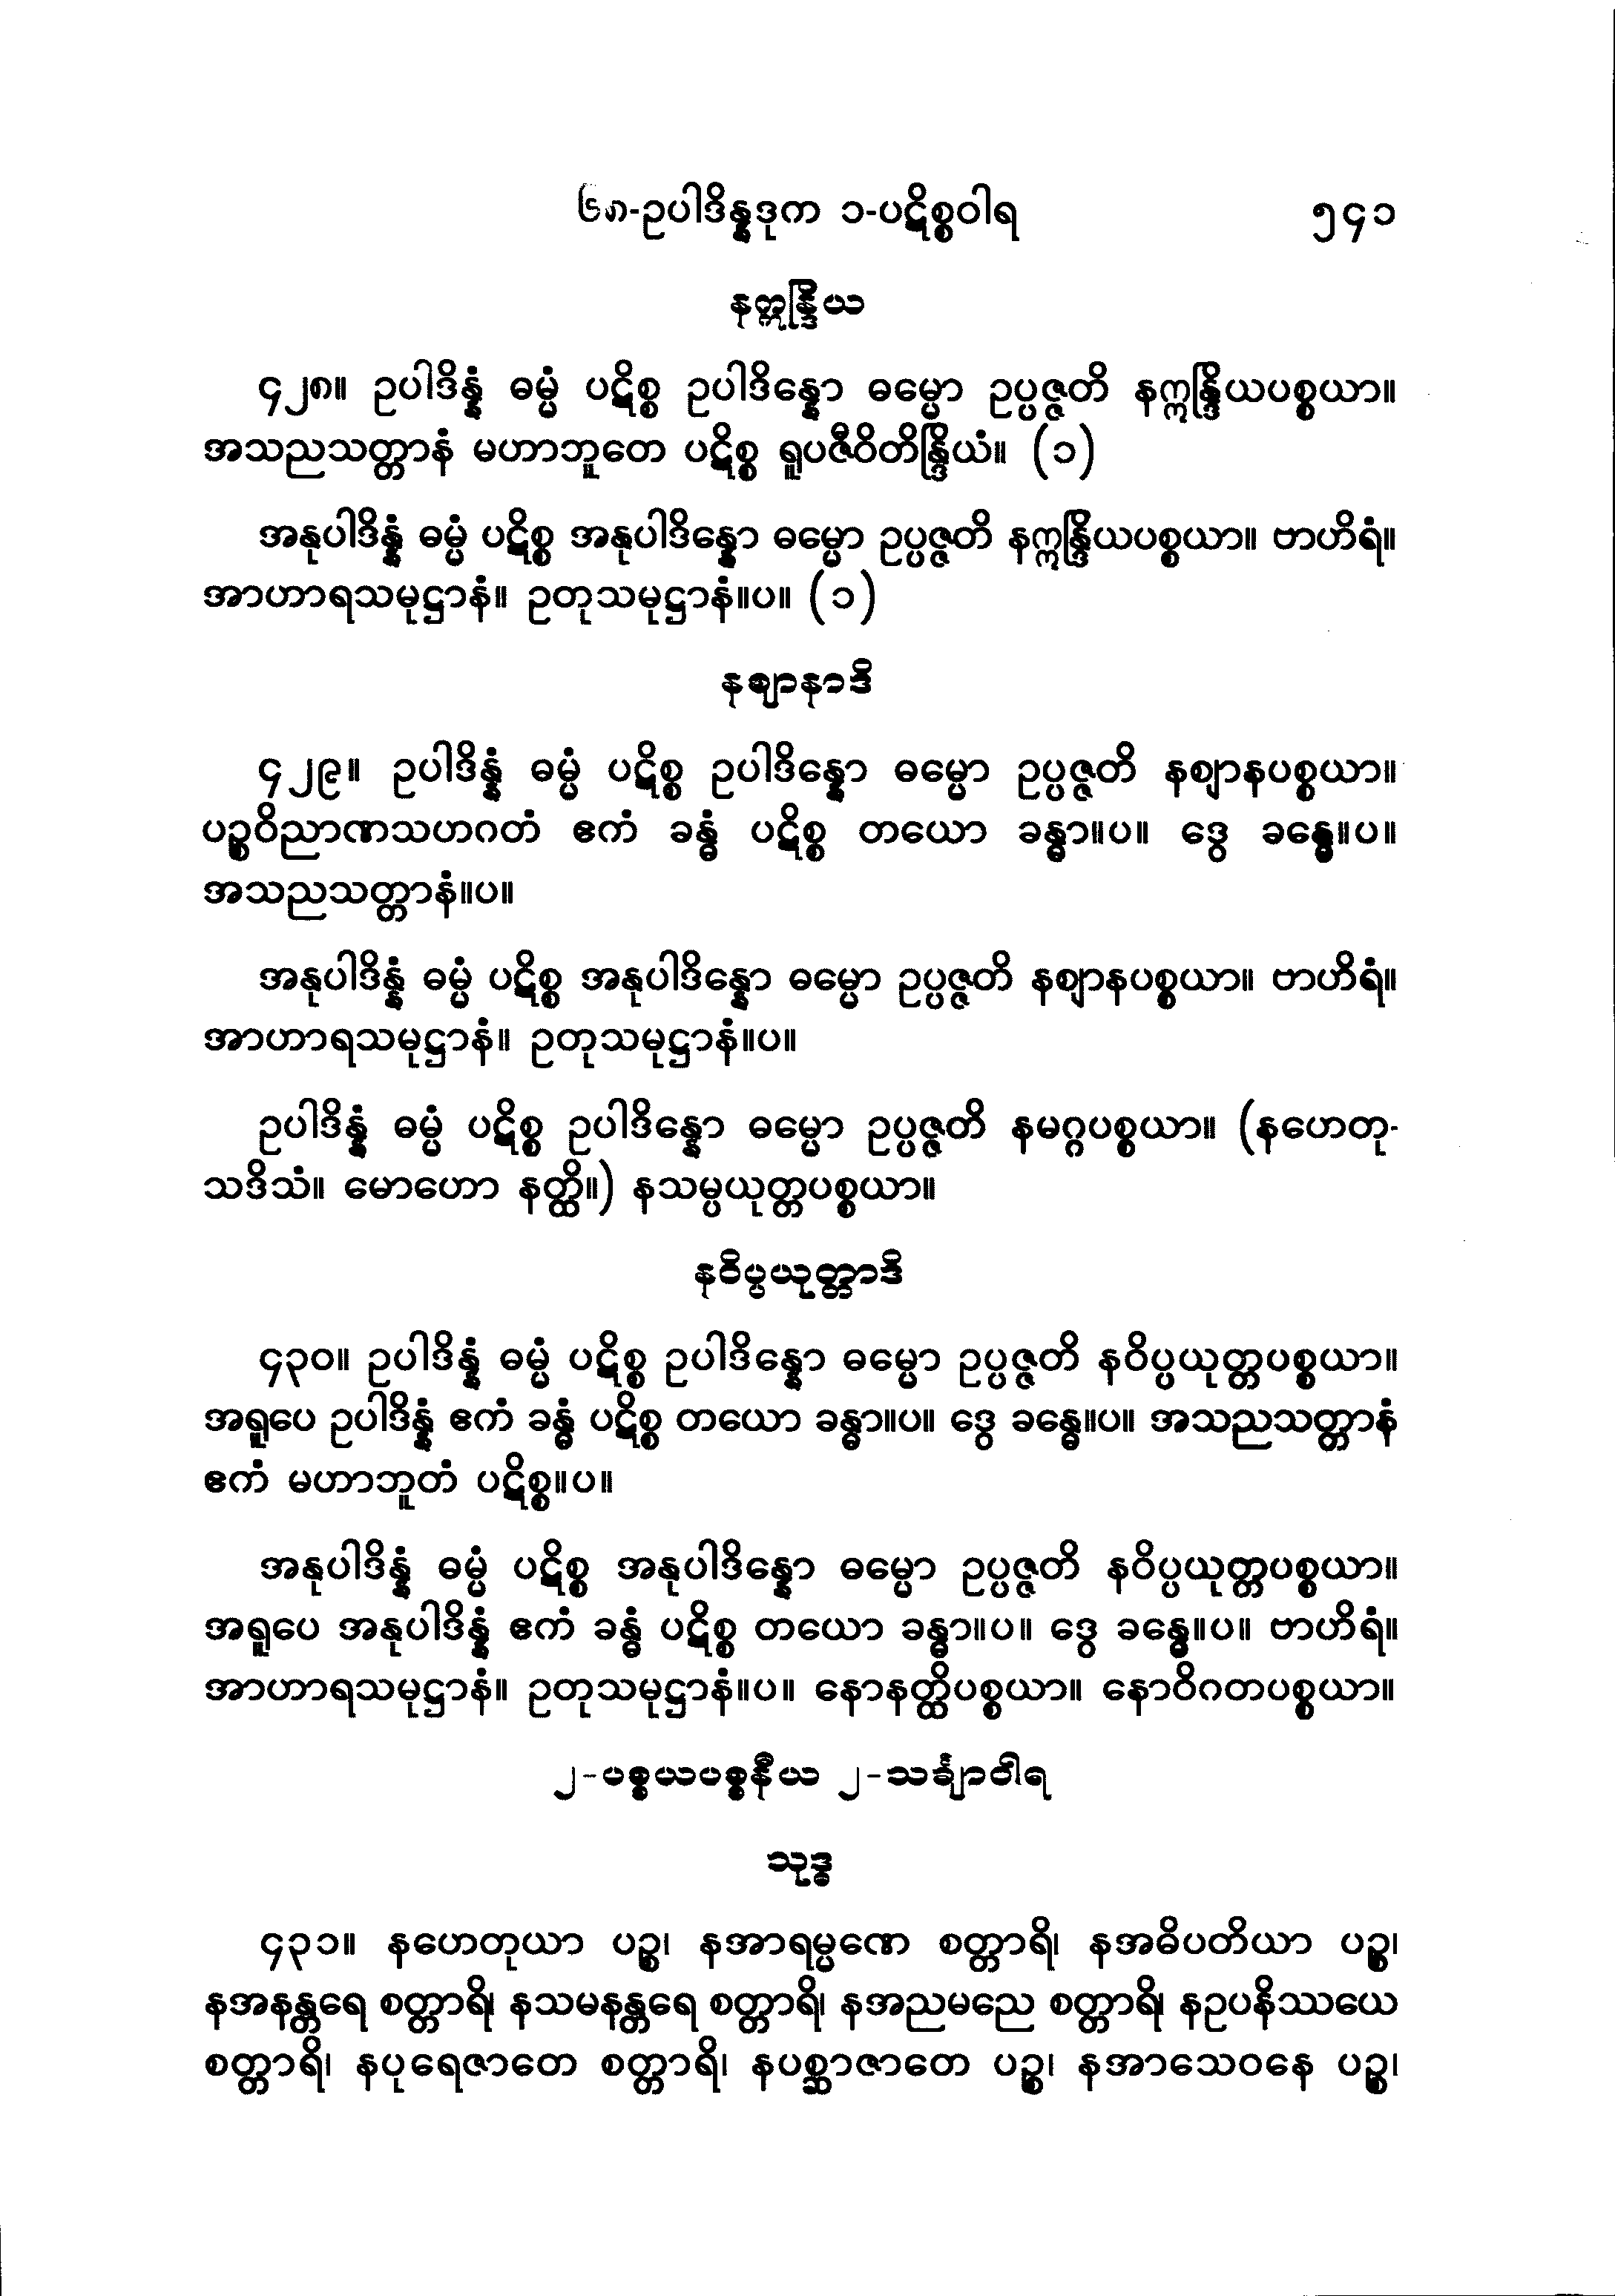 ၆၈-ဥပါဒိန္နဒုက ၁-ပဋိစ္စဝါရ ၅၄၁
နဣန္ဒြိယ
၄၂၈။ ဥပါဒိန္နံ ဓမ္မံ ပဋိစ္စ ဥပါဒိန္နော ဓမ္မော ဥပ္ပဇ္ဇတိ နဣန္ဒြိယပစ္စယာ။
အသညသတ္တာနံ မဟာဘူတေ ပဋိစ္စ ရူပဇီဝိတိန္ဒြိယံ။ (၁)
အနုပါဒိန္နံ ဓမ္မံ ပဋိစ္စ အနုပါဒိန္နော ဓမ္မော ဥပ္ပဇ္ဇတိ နဣန္ဒြိယပစ္စယာ။ ဗာဟိရံ။
အာဟာရသမုဋ္ဌာနံ။ ဥတုသမုဋ္ဌာနံ။ပ။ (၁)
နဈာနာဒိ
၄၂၉။ ဥပါဒိန္နံ ဓမ္မံ ပဋိစ္စ ဥပါဒိန္နော ဓမ္မော ဥပ္ပဇ္ဇတိ နဈာနပစ္စယာ။
ပဉ္စဝိညာဏသဟဂတံ ဧကံ ခန္ဓံ ပဋိစ္စ တယော ခန္ဓာ။ပ။ ဒွေ ခန္ဓေ။ပ။
အသညသတ္တာနံ။ပ။
အနုပါဒိန္နံ ဓမ္မံ ပဋိစ္စ အနုပါဒိန္နော ဓမ္မော ဥပ္ပဇ္ဇတိ နဈာနပစ္စယာ။ ဗာဟိရံ။
အာဟာရသမုဋ္ဌာနံ။ ဥတုသမုဋ္ဌာနံ။ပ။
ဥပါဒိန္နံ ဓမ္မံ ပဋိစ္စ ဥပါဒိန္နော ဓမ္မော ဥပ္ပဇ္ဇတိ နမဂ္ဂပစ္စယာ။ (နဟေတု-
သဒိသံ။ မောဟော နတ္ထိ။) နသမ္ပယုတ္တပစ္စယာ။
နဝိပ္ပယုတ္တာဒိ
၄၃၀။ ဥပါဒိန္နံ ဓမ္မံ ပဋိစ္စ ဥပါဒိန္နော ဓမ္မော ဥပ္ပဇ္ဇတိ နဝိပ္ပယုတ္တပစ္စယာ။
အရူပေ ဥပါဒိန္နံ ဧကံ ခန္ဓံ ပဋိစ္စ တယော ခန္ဓာ။ပ။ ဒွေ ခန္ဓေ။ပ။ အသညသတ္တာနံ
ဧကံ မဟာဘူတံ ပဋိစ္စ။ပ။
အနုပါဒိန္နံ ဓမ္မံ ပဋိစ္စ အနုပါဒိန္နော ဓမ္မော ဥပ္ပဇ္ဇတိ နဝိပ္ပယုတ္တပစ္စယာ။
အရူပေ အနုပါဒိန္နံ ဧကံ ခန္ဓံ ပဋိစ္စ တယော ခန္ဓာ။ပ။ ဒွေ ခန္ဓေ။ပ။ ဗာဟိရံ။
အာဟာရသမုဋ္ဌာနံ။ ဥတုသမုဋ္ဌာနံ။ပ။ နောနတ္ထိပစ္စယာ။ နောဝိဂတပစ္စယာ။
၂-ပစ္စယပစ္စနီယ ၂-သင်္ချာဝါရ
သုဒ္ဓ
၄၃၁။ နဟေတုယာ ပဉ္စ၊ နအာရမ္မဏေ စတ္တာရိ၊ နအဓိပတိယာ ပဉ္စ၊
နအနန္တရေ စတ္တာရိ၊ နသမနန္တရေ စတ္တာရိ၊ နအညမညေ စတ္တာရိ၊ နဥပနိဿယေ
စတ္တာရိ၊ နပုရေဇာတေ စတ္တာရိ၊ နပစ္ဆာဇာတေ ပဉ္စ၊ နအာသေဝနေ ပဉ္စ၊